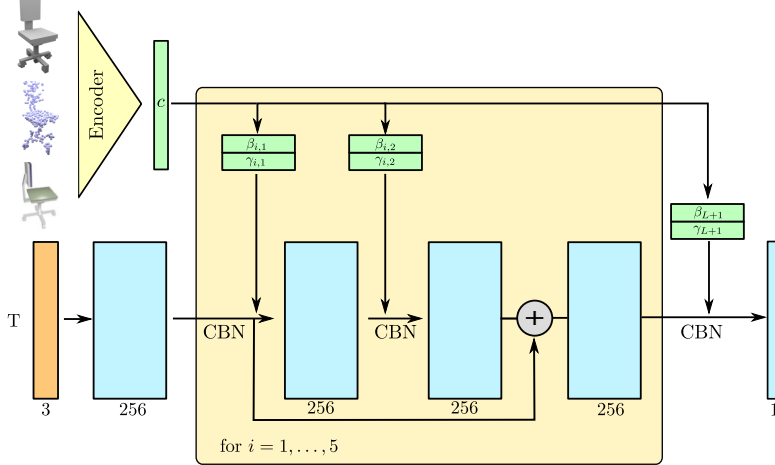 Encoder
c
β_{i,1}
γ_{i,1}
β_{i,2}
γ_{i,2}
β_{L+1}
γ_{L+1}
T
CBN
CBN
CBN
3
256
256
256
256
1
for i = 1, . . . , 5